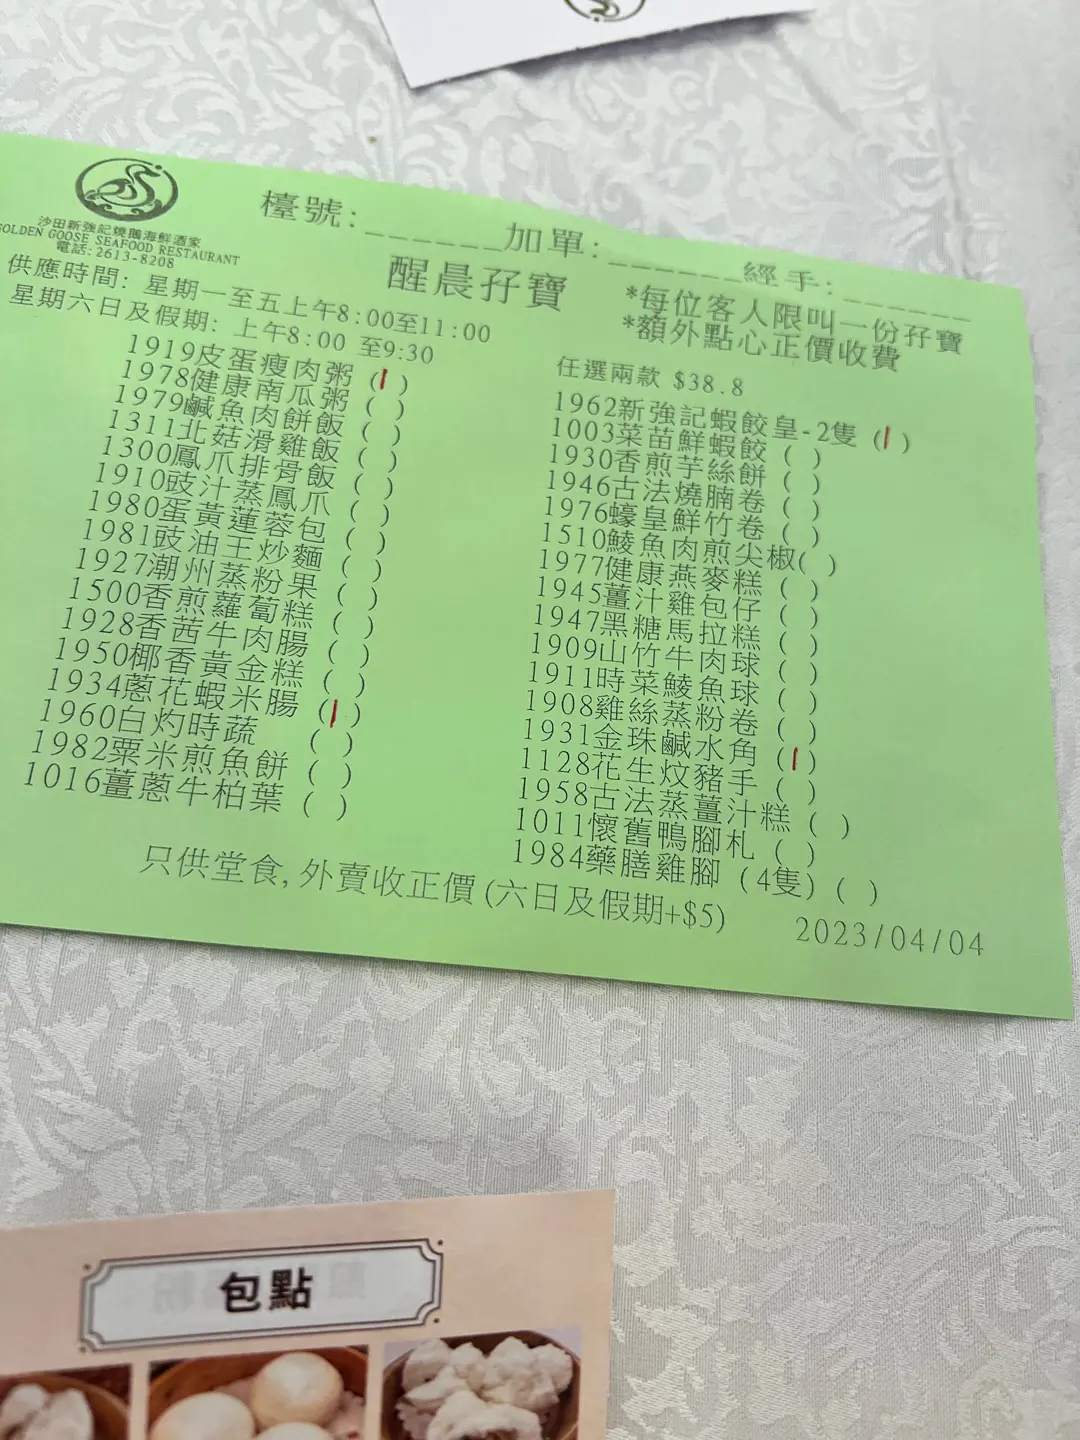 檯號:______加單:______經手:______
沙田新強記燒鵝海鮮酒家
GOLDEN GOOSE SEAFOOD RESTAURANT
電話:2613-8208
醒晨孖寶
*每位客人限叫一份孖寶
*額外點心正價收費
供應時間: 星期一至五上午8:00至11:00
星期六日及假期: 上午8:00 至9:30
1919皮蛋瘦肉粥 (1)
1978健康南瓜粥 ( )
1979鹹魚肉餅飯 ( )
1311北菇滑雞飯 ( )
1300鳳爪排骨飯 ( )
1910豉汁蒸鳳爪 ( )
1980蛋黃蓮蓉包 ( )
1981豉油王炒麵 ( )
1927潮州蒸粉果 ( )
1500香煎蘿蔔糕 ( )
1928香茜牛肉腸 ( )
1950椰香黃金糕 ( )
1934蔥花蝦米腸 (1)
1960白灼時蔬 ( )
1982粟米煎魚餅 ( )
1016薑蔥牛柏葉 ( )
任選兩款 $38.8
1962新強記蝦餃皇-2隻 (1)
1003菜苗鮮蝦餃 ( )
1930香煎芋絲餅 ( )
1946古法燒腩卷 ( )
1976蠔皇鮮竹卷 ( )
1510鯪魚肉煎尖椒( )
1977健康燕麥糕 ( )
1945薑汁雞包仔 ( )
1947黑糖馬拉糕 ( )
1909山竹牛肉球 ( )
1911時菜鯪魚球 ( )
1908雞絲蒸粉卷 ( )
1931金珠鹹水角 (1)
1128花生炆豬手 ( )
1958古法蒸薑汁糕 ( )
1011懷舊鴨腳札 ( )
1984藥膳雞腳 (4隻) ( )
只供堂食,外賣收正價(六日及假期+$5)
2023/04/04
包點